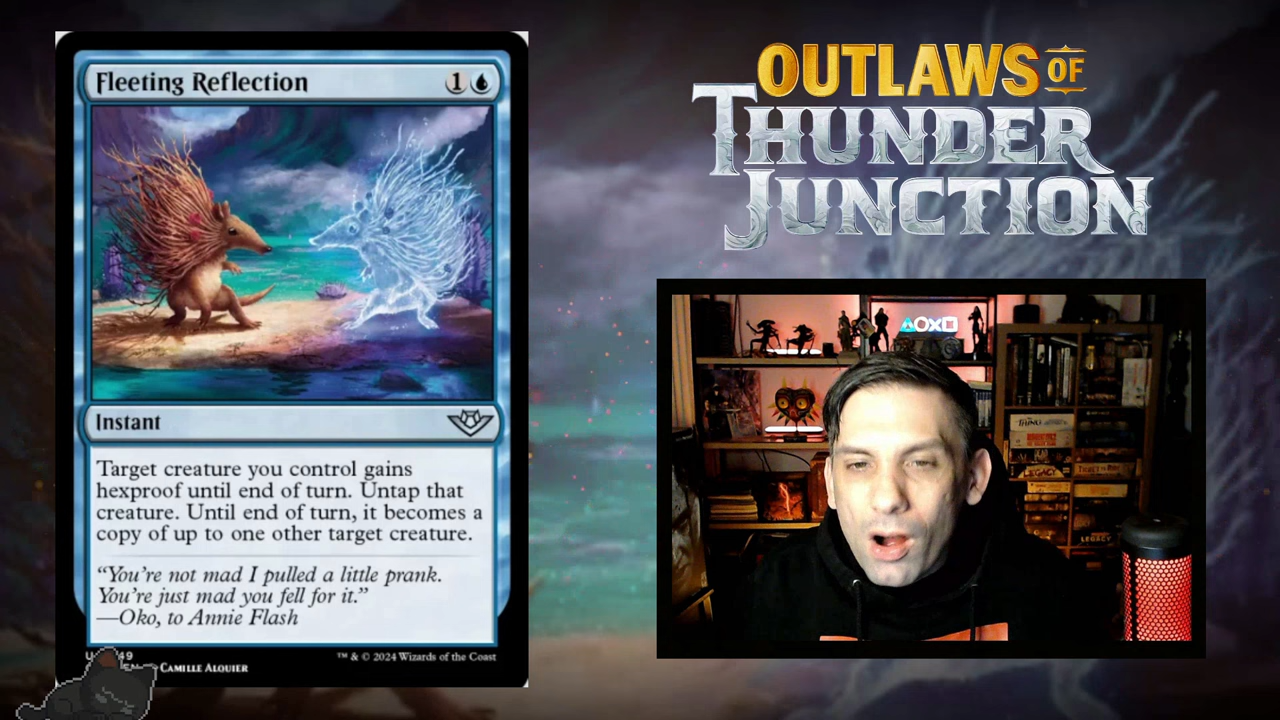 Fleeting Reflection 1
Instant
Target creature you control gains
hexproof until end of turn. Untap that
creature. Until end of turn, it becomes a
copy of up to one other target creature.
“You’re not mad I pulled a little prank.
You’re just mad you fell for it.”
—Oko, to Annie Flash
CAMILLE ALQUIER
™ & © 2024 Wizards of the Coast
OUTLAWS OF
THUNDER
JUNCTION
LEGACY
LEGACY